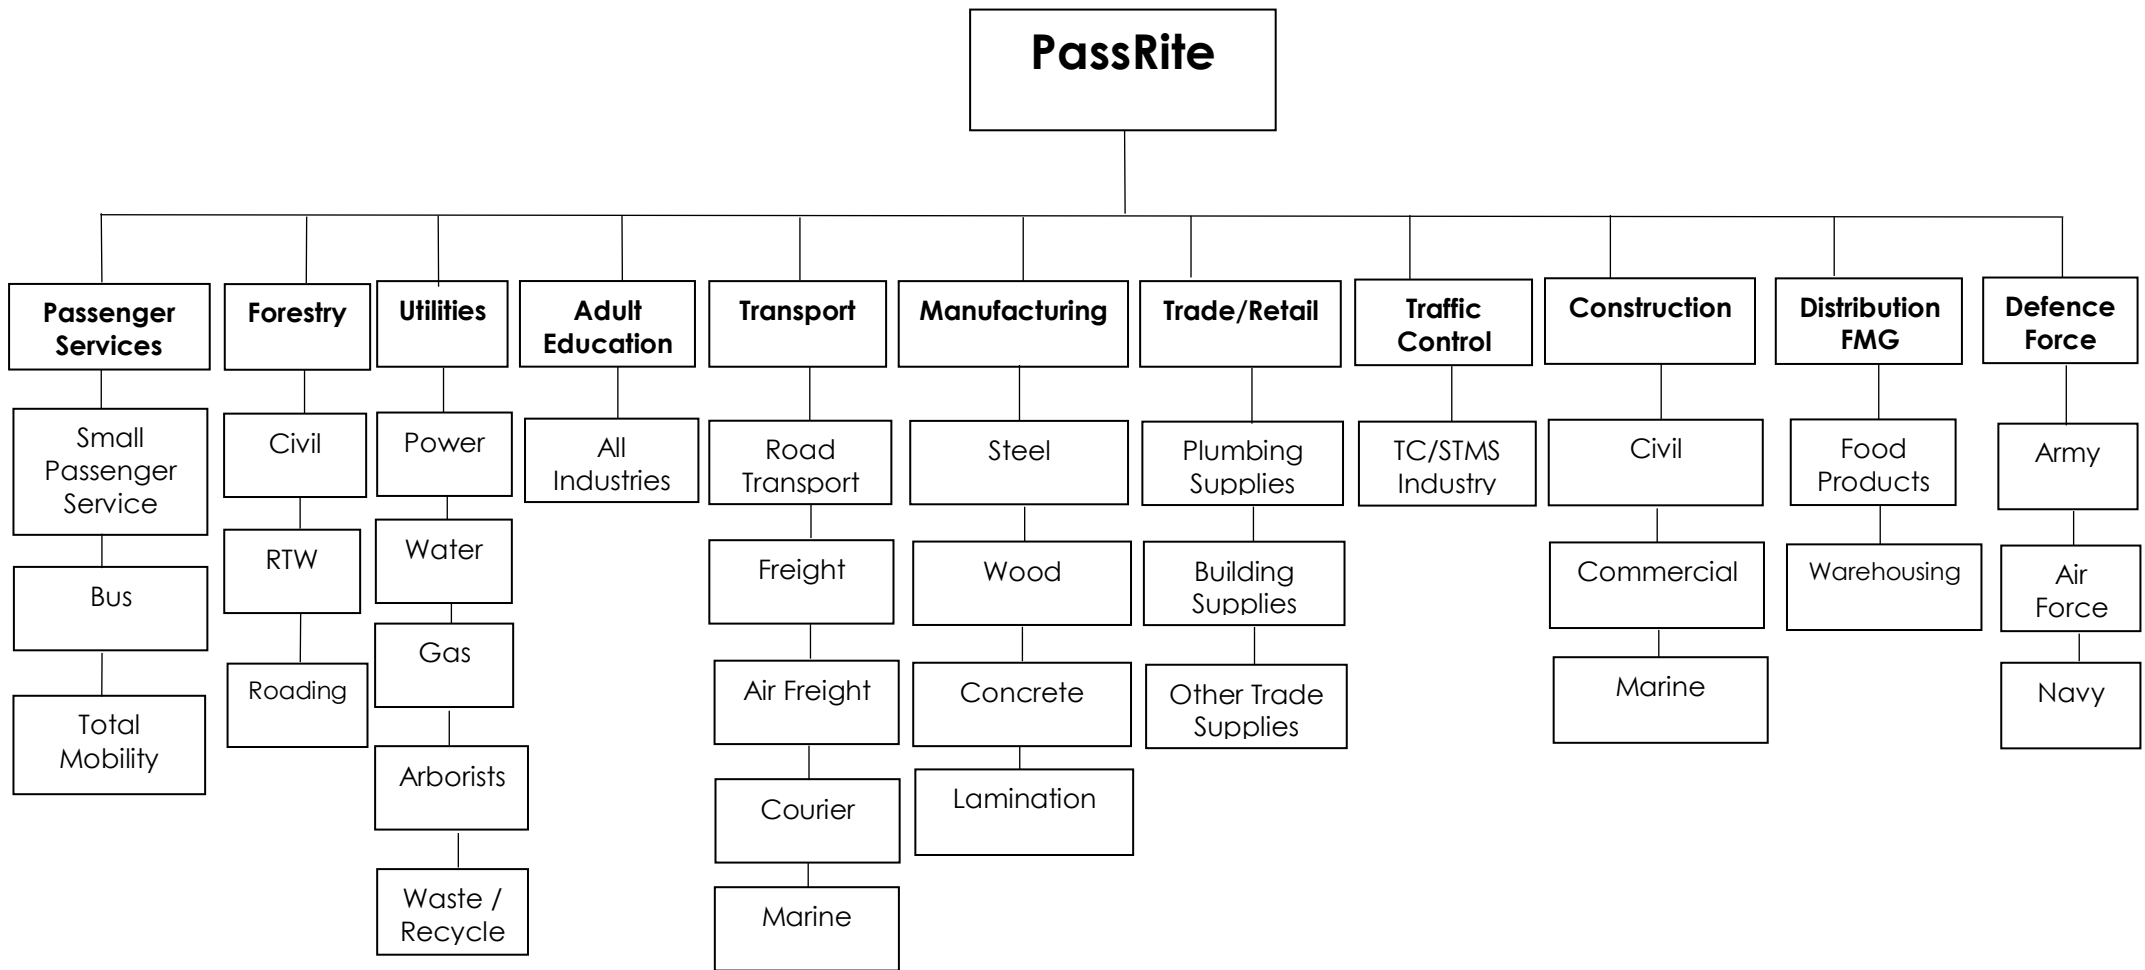 PassRite
Passenger
Services
Forestry
Utilities
Adult
Education
Transport
Manufacturing
Trade/Retail
Traffic
Control
Construction
Distribution
FMG
Defence
Force
Small
Passenger
Service
Bus
Total
Mobility
Civil
RTW
Roading
Power
Water
Gas
Arborists
Waste /
Recycle
All
Industries
Road
Transport
Freight
Air Freight
Courier
Marine
Steel
Wood
Concrete
Lamination
Plumbing
Supplies
Building
Supplies
Other Trade
Supplies
TC/STMS
Industry
Civil
Commercial
Marine
Food
Products
Warehousing
Army
Air
Force
Navy